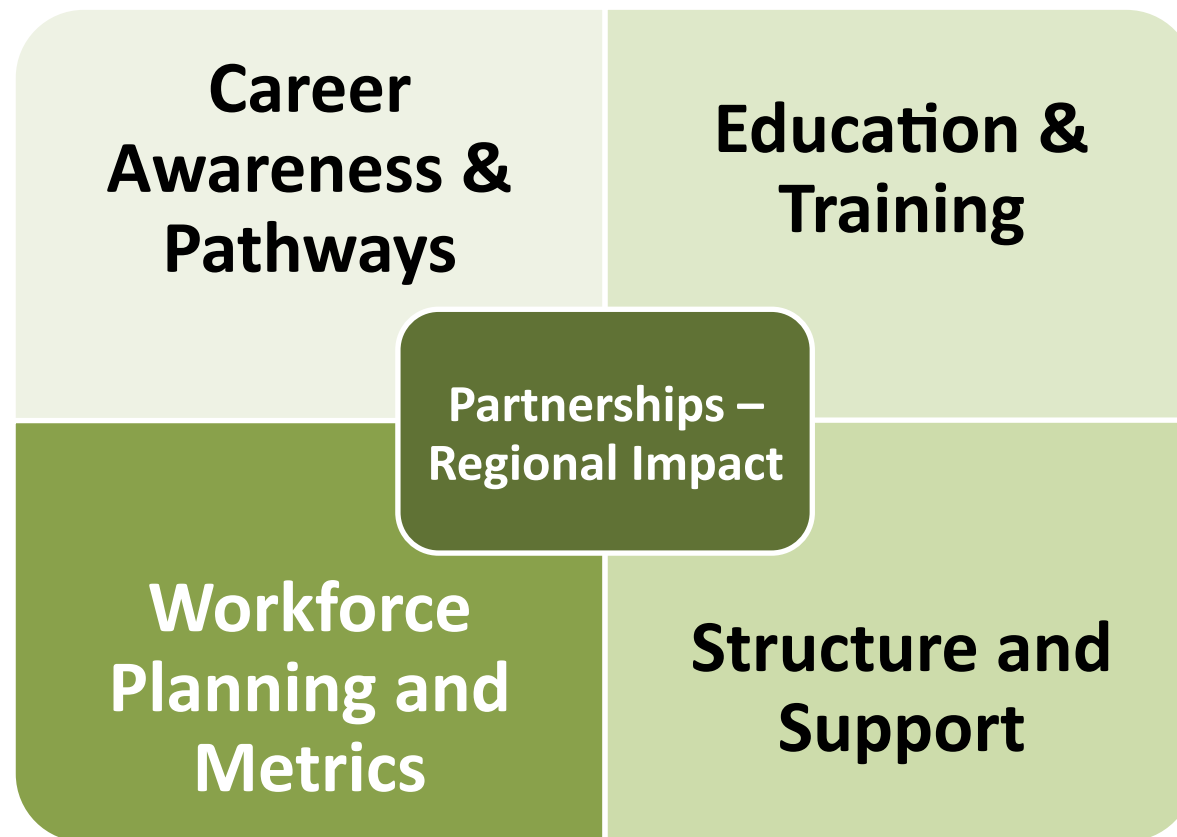 Career
Awareness &
Pathways
Education &
Training
Partnerships –
Regional Impact
Workforce
Planning and
Metrics
Structure and
Support